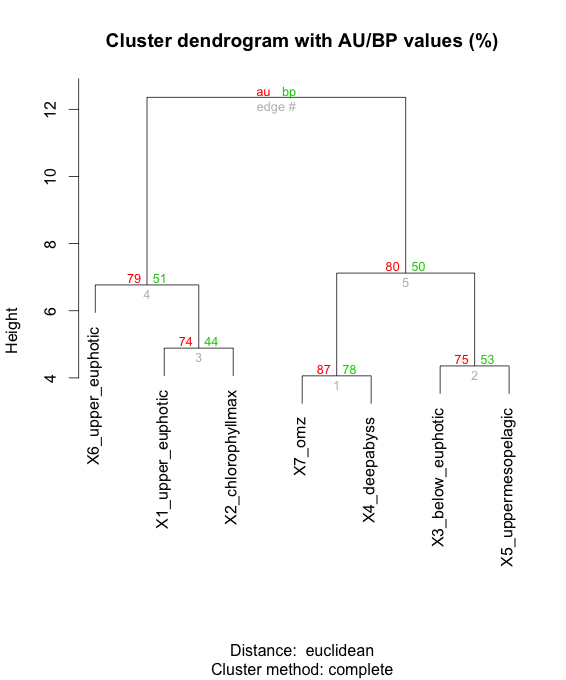 Cluster dendrogram with AU/BP values (%)
au bp
edge #
12
10
8
6
4
Height
80 50
5
79 51
4
74 44
3
87 78
1
75 53
2
X6_upper_euphotic
X1_upper_euphotic
X2_chlorophyllmax
X7_omz
X4_deepabyss
X3_below_euphotic
X5_uppermesopelagic
Distance: euclidean
Cluster method: complete